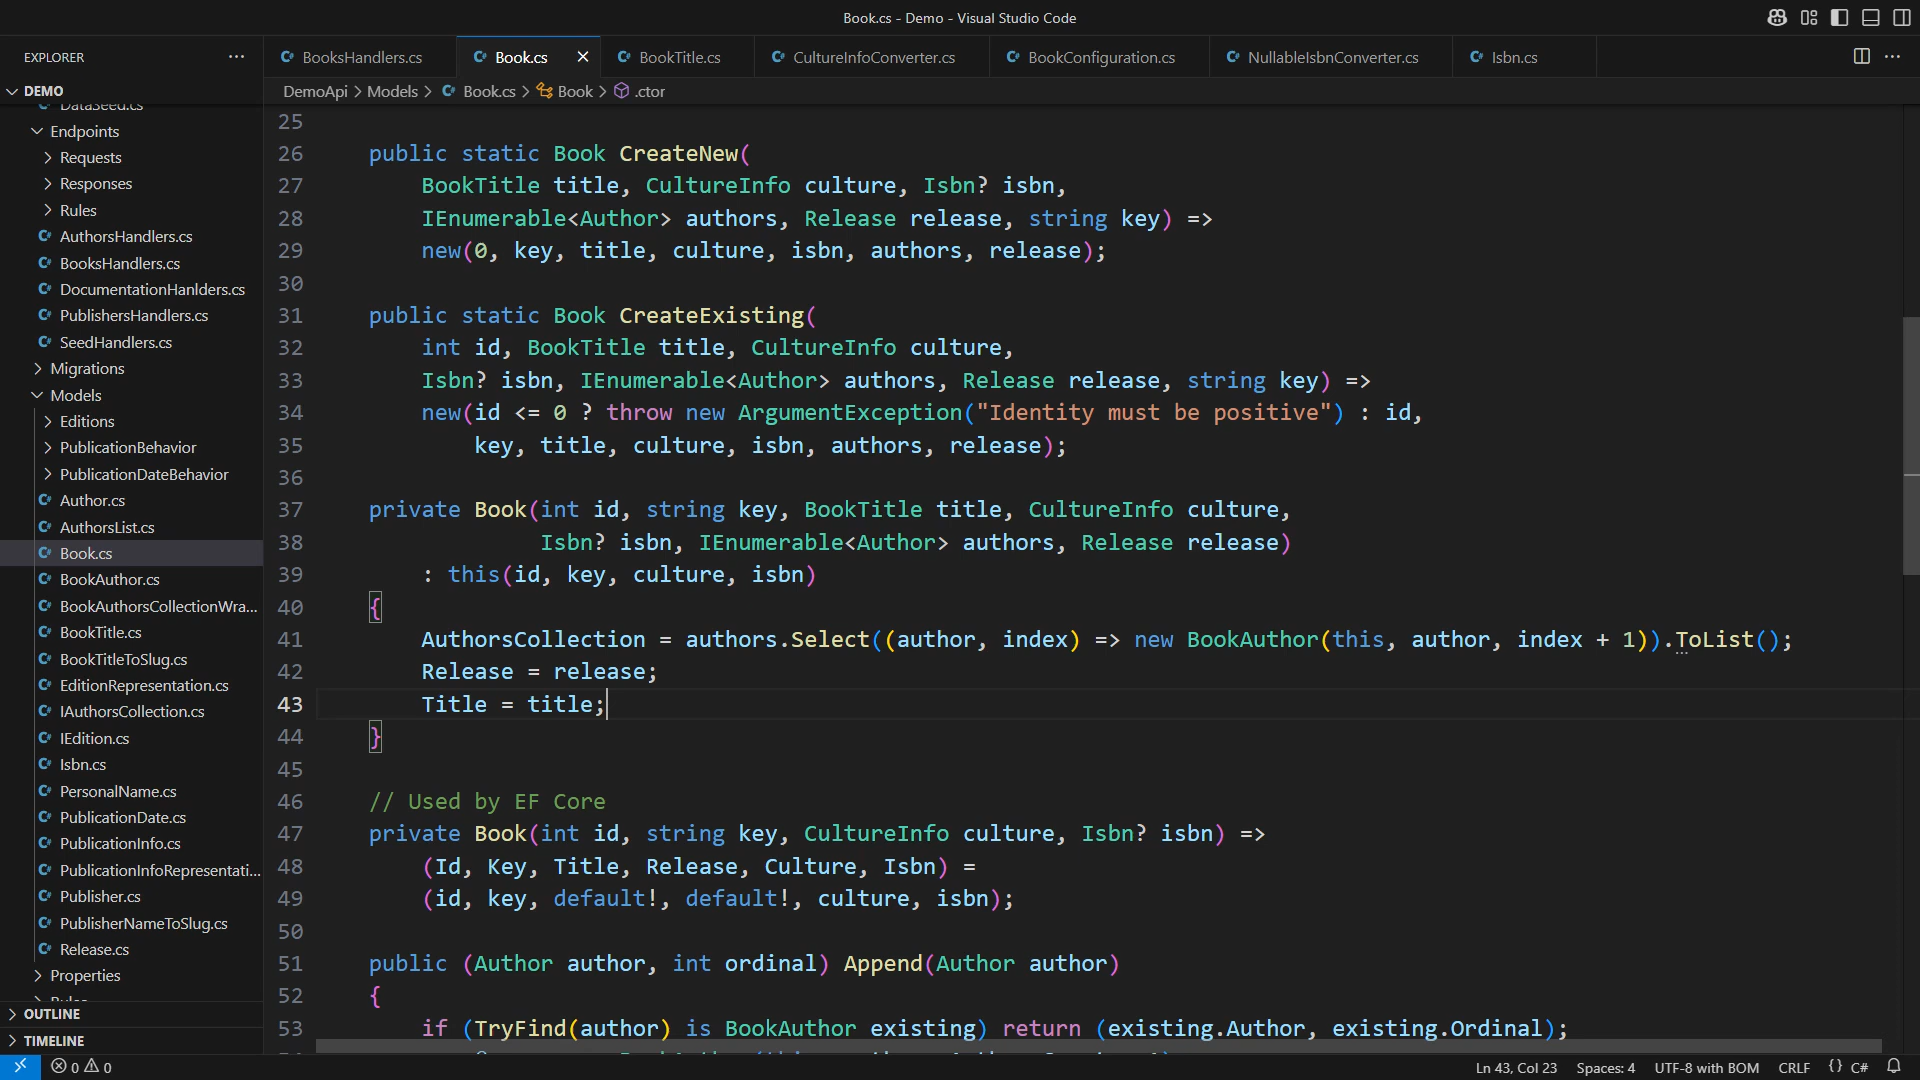 Book.cs - Demo - Visual Studio Code
EXPLORER
BooksHandlers.cs
Book.cs
BookTitle.cs
CultureInfoConverter.cs
BookConfiguration.cs
NullableIsbnConverter.cs
Isbn.cs
DEMO
DemoApi > Models > Book.cs > Book > .ctor
DataSeed.cs
Endpoints
Requests
Responses
Rules
AuthorsHandlers.cs
BooksHandlers.cs
DocumentationHanlders.cs
PublishersHandlers.cs
SeedHandlers.cs
Migrations
Models
Editions
PublicationBehavior
PublicationDateBehavior
Author.cs
AuthorsList.cs
Book.cs
BookAuthor.cs
BookAuthorsCollectionWra...
BookTitle.cs
BookTitleToSlug.cs
EditionRepresentation.cs
IAuthorsCollection.cs
IEdition.cs
Isbn.cs
PersonalName.cs
PublicationDate.cs
PublicationInfo.cs
PublicationInfoRepresentati...
Publisher.cs
PublisherNameToSlug.cs
Release.cs
Properties
OUTLINE
TIMELINE
25
26 public static Book CreateNew(
27 BookTitle title, CultureInfo culture, Isbn? isbn,
28 IEnumerable<Author> authors, Release release, string key) =>
29 new(0, key, title, culture, isbn, authors, release);
30
31 public static Book CreateExisting(
32 int id, BookTitle title, CultureInfo culture,
33 Isbn? isbn, IEnumerable<Author> authors, Release release, string key) =>
34 new(id <= 0 ? throw new ArgumentException("Identity must be positive") : id,
35 key, title, culture, isbn, authors, release);
36
37 private Book(int id, string key, BookTitle title, CultureInfo culture,
38 Isbn? isbn, IEnumerable<Author> authors, Release release)
39 : this(id, key, culture, isbn)
40 {
41 AuthorsCollection = authors.Select((author, index) => new BookAuthor(this, author, index + 1)).ToList();
42 Release = release;
43 Title = title;
44 }
45
46 // Used by EF Core
47 private Book(int id, string key, CultureInfo culture, Isbn? isbn) =>
48 (Id, Key, Title, Release, Culture, Isbn) =
49 (id, key, default!, default!, culture, isbn);
50
51 public (Author author, int ordinal) Append(Author author)
52 {
53 if (TryFind(author) is BookAuthor existing) return (existing.Author, existing.Ordinal);
0 0
Ln 43, Col 23
Spaces: 4
UTF-8 with BOM
CRLF
{} C#